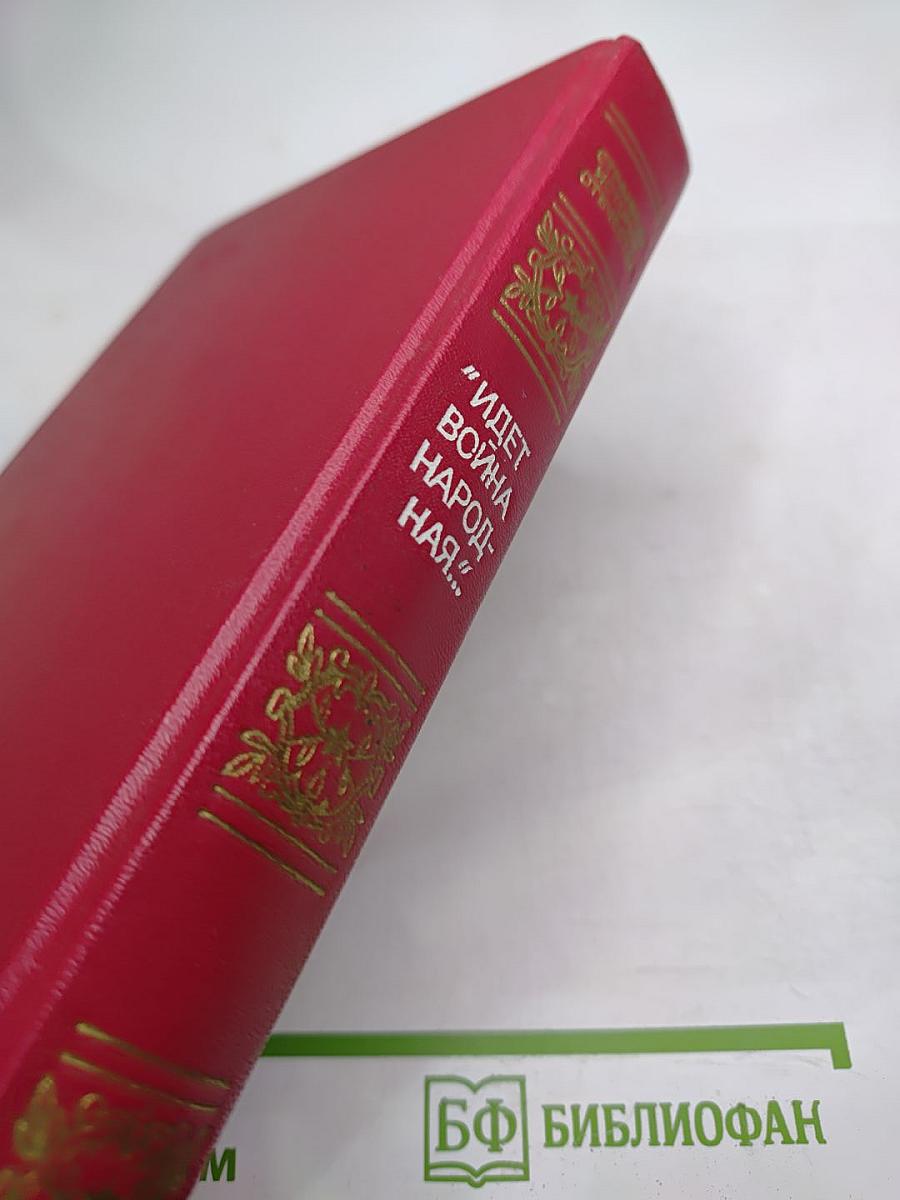 "ИДЕТ
ВОЙНА
НАРОД-
НАЯ..."
БФ БИБЛИОФАН
М